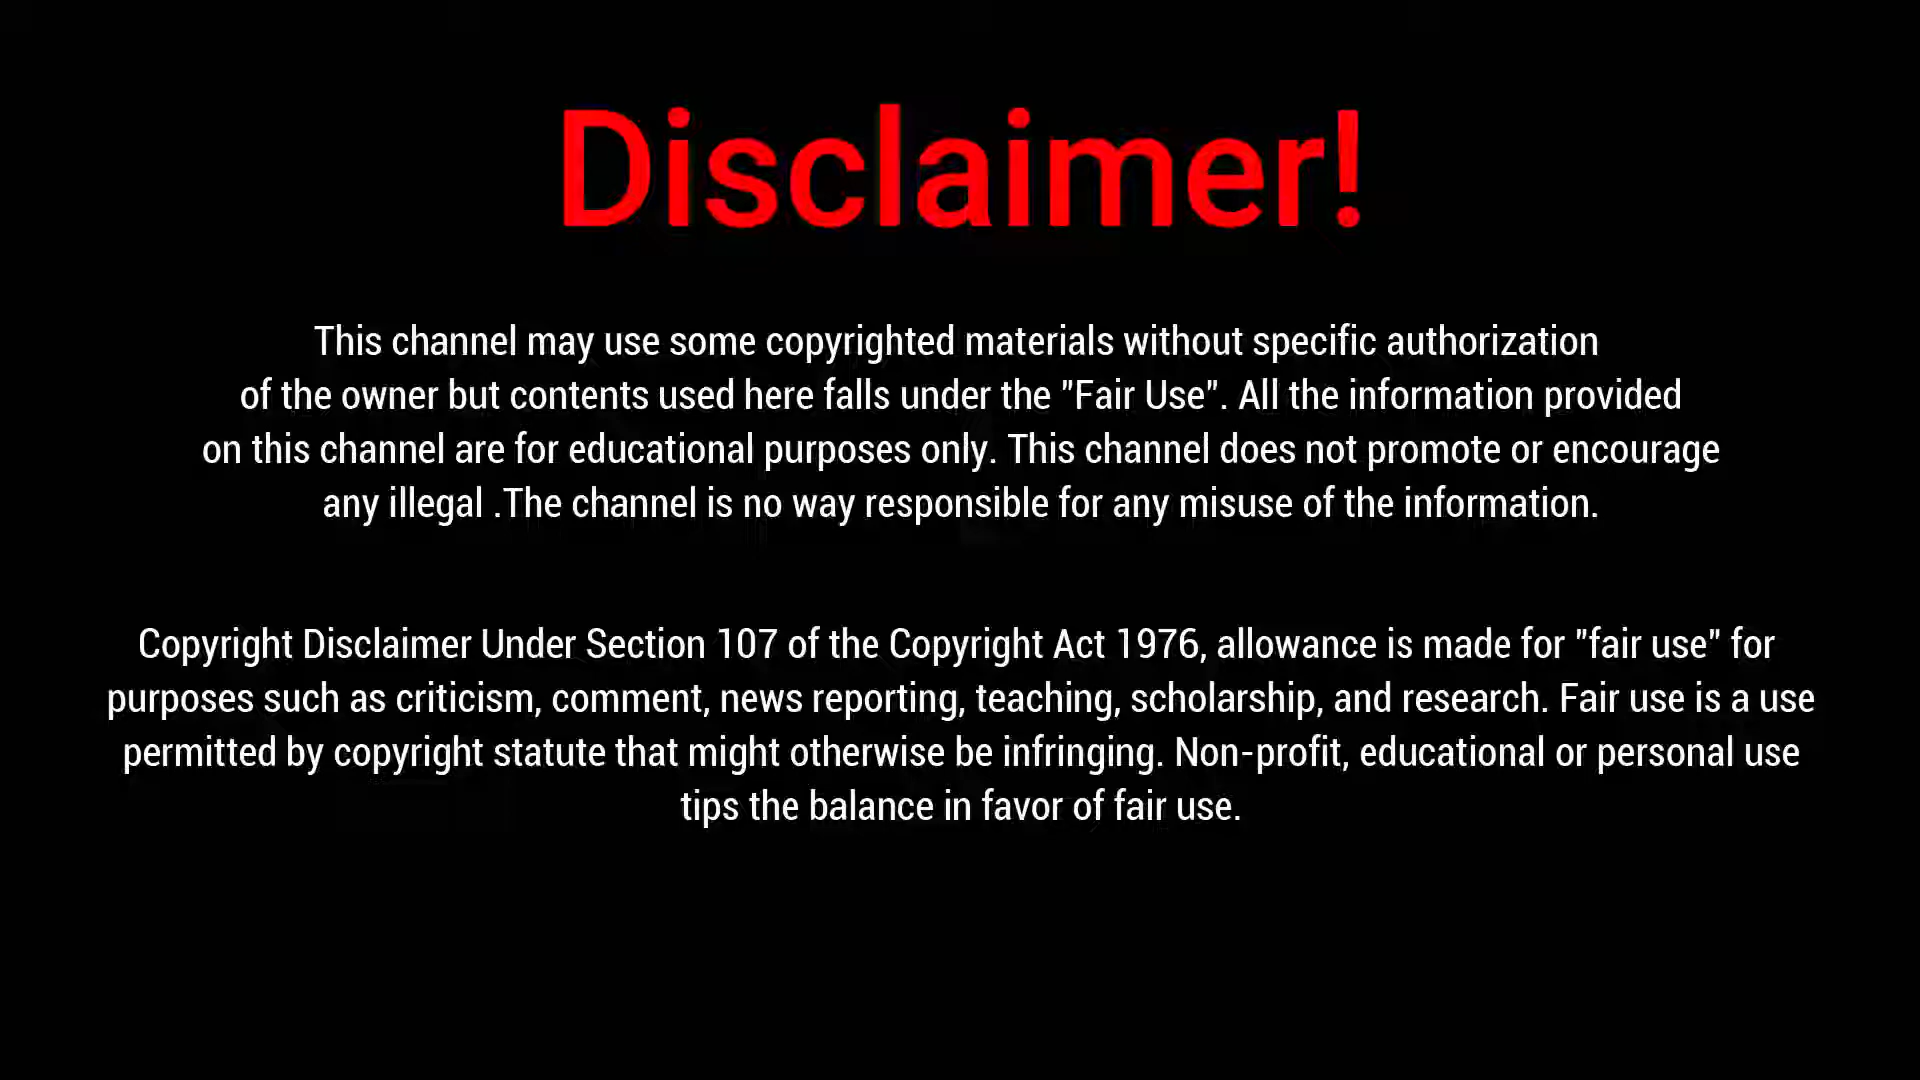 Disclaimer!
This channel may use some copyrighted materials without specific authorization
of the owner but contents used here falls under the "Fair Use". All the information provided
on this channel are for educational purposes only. This channel does not promote or encourage
any illegal .The channel is no way responsible for any misuse of the information.
Copyright Disclaimer Under Section 107 of the Copyright Act 1976, allowance is made for "fair use" for
purposes such as criticism, comment, news reporting, teaching, scholarship, and research. Fair use is a use
permitted by copyright statute that might otherwise be infringing. Non-profit, educational or personal use
tips the balance in favor of fair use.